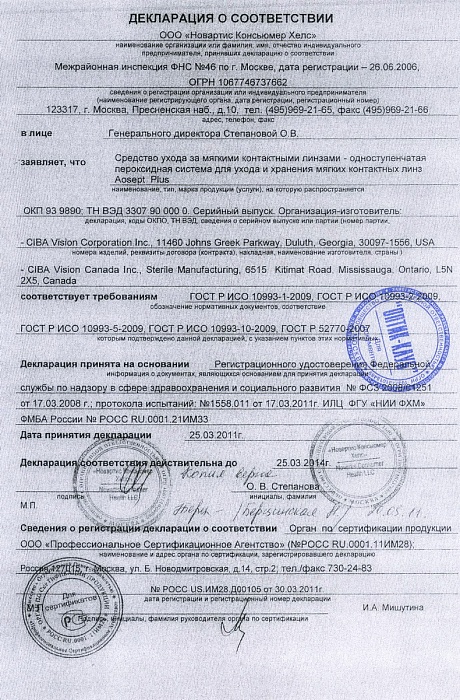 ДЕКЛАРАЦИЯ О СООТВЕТСТВИИ
ООО «Новартис Консьюмер Хелс»
наименование организации или фамилия, имя, отчество индивидуального
предпринимателя, принявших декларацию о соответствии
Межрайонная инспекция ФНС №46 по г. Москве, дата регистрации – 26.06.2006,
ОГРН 1067746737662
сведения о регистрации организации или индивидуального предпринимателя
(наименование регистрирующего органа, дата регистрации, регистрационный номер)
123317, г. Москва, Пресненская наб., д.10, тел. (495)969-21-65, факс (495)969-21-66
адрес, телефон, факс
в лице Генерального директора Степановой О.В.
заявляет, что Средство ухода за мягкими контактными линзами - одноступенчатая
пероксидная система для ухода и хранения мягких контактных линз
Aosept Plus
наименование, тип, марка продукции (услуги), на которую распространяется
ОКП 93 9890; ТН ВЭД 3307 90 000 0. Серийный выпуск. Организация-изготовитель:
декларация, коды ОКПО, ТН ВЭД, сведения о серийном выпуске или партии (номер партии,
- CIBA Vision Corporation Inc., 11460 Johns Greek Parkway, Duluth, Georgia, 30097-1556, USA
номера изделий, реквизиты договора (контракта), накладная, наименование изготовителя, страны )
- CIBA Vision Canada Inc., Sterile Manufacturing, 6515 Kitimat Road, Mississauga, Ontario, L5N
2X5, Canada
соответствует требованиям ГОСТ Р ИСО 10993-1-2009, ГОСТ Р ИСО 10993-2-2009,
обозначение нормативных документов, соответствие
ГОСТ Р ИСО 10993-5-2009, ГОСТ Р ИСО 10993-10-2009, ГОСТ Р 52770-2007
которым подтверждено данной декларацией, с указанием пунктов этих нормативных
Декларация принята на основании Регистрационного удостоверения Федеральной
информация о документах, являющихся основанием для принятия декларации
службы по надзору в сфере здравоохранения и социального развития № ФСЗ 2008/01251
от 17.03.2008 г.; протокола испытаний: №1558.011 от 17.03.2011г. ИЛЦ ФГУ «НИИ ФХМ»
ФМБА России № РОСС RU.0001.21ИМ33
Дата принятия декларации 25.03.2011г.
Декларация соответствия действительна до 25.03.2014г.
Копия верна
О. В. Степанова
подпись инициалы, фамилия
М.П.
Сведения о регистрации декларации о соответствии Орган по сертификации продукции
ООО «Профессиональное Сертификационное Агентство» (№РОСС RU.0001.11ИМ28);
наименование и адрес органа по сертификации, зарегистрировавшего декларацию
Россия,127015, г. Москва, ул. Б. Новодмитровская, д.14, стр.2; тел./факс 730-24-83
№ РОСС US.ИМ28.Д00105 от 30.03.2011г
дата регистрации и регистрационный номер декларации
Для сертификатов
М.П. И.А. Мишутина
Подпись, инициалы, фамилия руководителя органа по сертификации